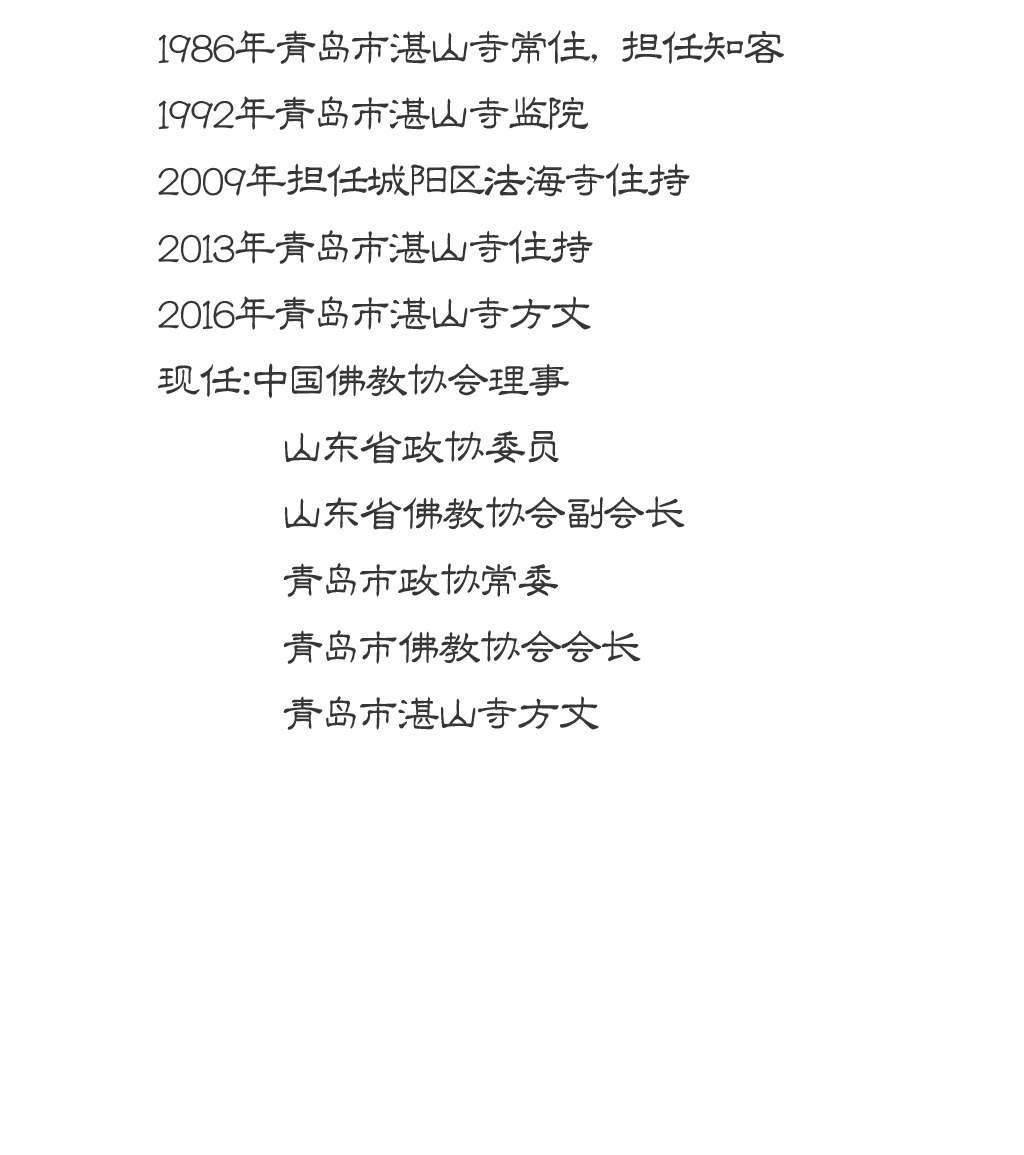 1986年青岛市湛山寺常住，担任知客
1992年青岛市湛山寺监院
2009年担任城阳区法海寺住持
2013年青岛市湛山寺住持
2016年青岛市湛山寺方丈
现任:中国佛教协会理事
山东省政协委员
山东省佛教协会副会长
青岛市政协常委
青岛市佛教协会会长
青岛市湛山寺方丈